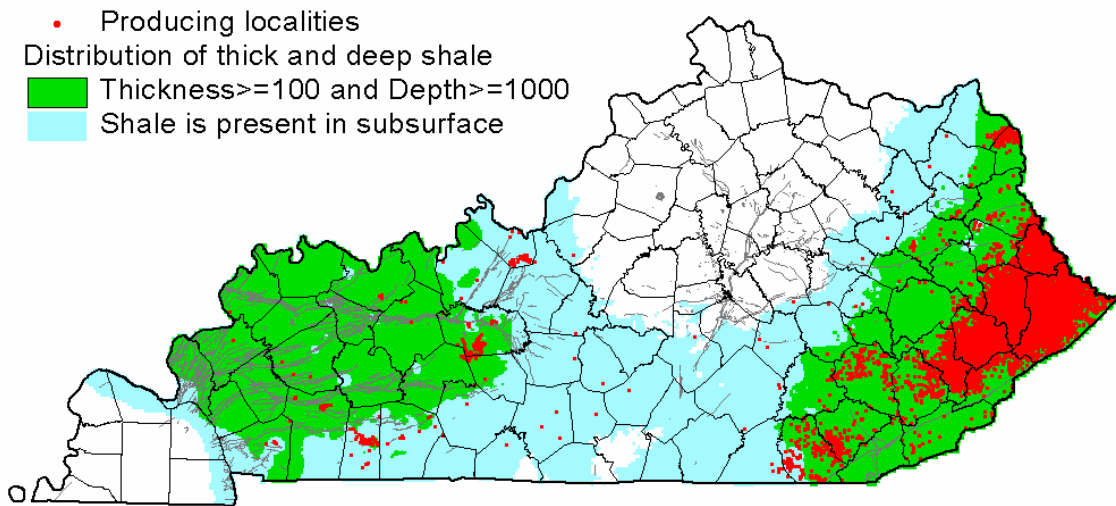 Producing localities
Distribution of thick and deep shale
Thickness>=100 and Depth>=1000
Shale is present in subsurface